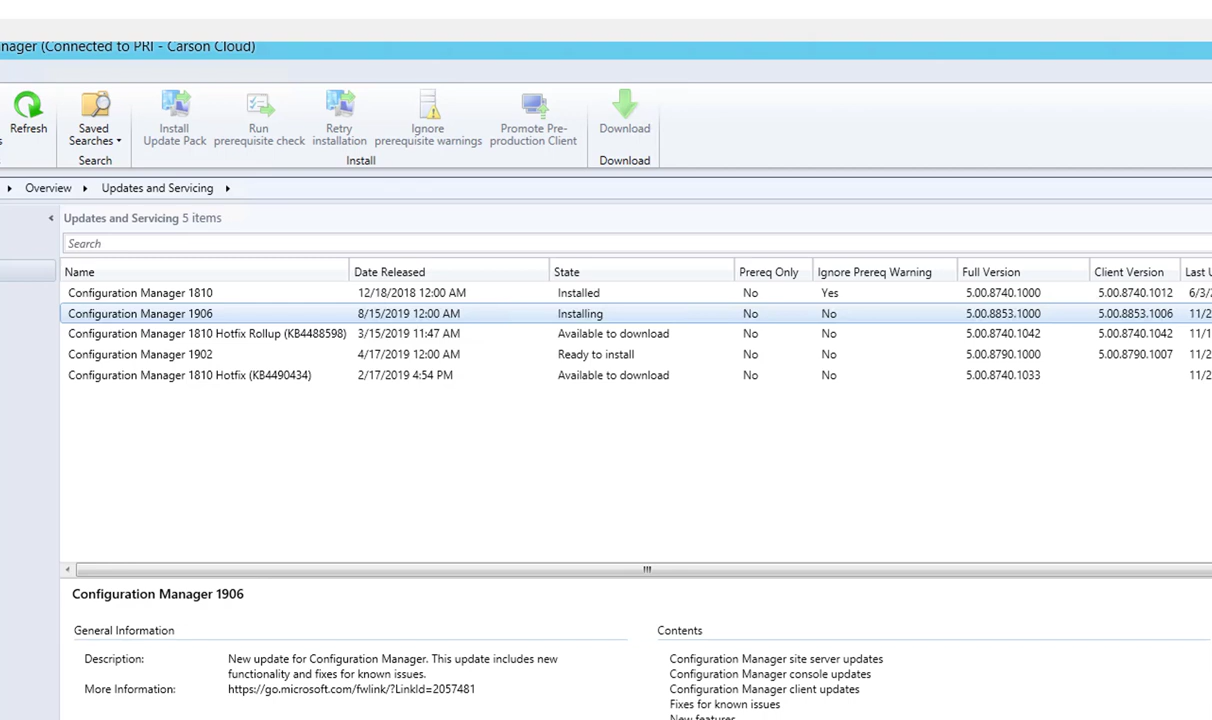 nager (Connected to PRI - Carson Cloud)
Refresh
s
Saved
Searches
Search
Install
Update Pack
Run
prerequisite check
Retry
installation
Ignore
prerequisite warnings
Promote Pre-
production Client
Install
Download
Download
Overview Updates and Servicing
Updates and Servicing 5 items
Search
Name Date Released State Prereq Only Ignore Prereq Warning Full Version Client Version Last U
Configuration Manager 1810 12/18/2018 12:00 AM Installed No Yes 5.00.8740.1000 5.00.8740.1012 6/3/2
Configuration Manager 1906 8/15/2019 12:00 AM Installing No No 5.00.8853.1000 5.00.8853.1006 11/2
Configuration Manager 1810 Hotfix Rollup (KB4488598) 3/15/2019 11:47 AM Available to download No No 5.00.8740.1042 5.00.8740.1042 11/1
Configuration Manager 1902 4/17/2019 12:00 AM Ready to install No No 5.00.8790.1000 5.00.8790.1007 11/2
Configuration Manager 1810 Hotfix (KB4490434) 2/17/2019 4:54 PM Available to download No No 5.00.8740.1033 11/2
Configuration Manager 1906
General Information
Description: New update for Configuration Manager. This update includes new
functionality and fixes for known issues.
More Information: https://go.microsoft.com/fwlink/?LinkId=2057481
Contents
Configuration Manager site server updates
Configuration Manager console updates
Configuration Manager client updates
Fixes for known issues
New features